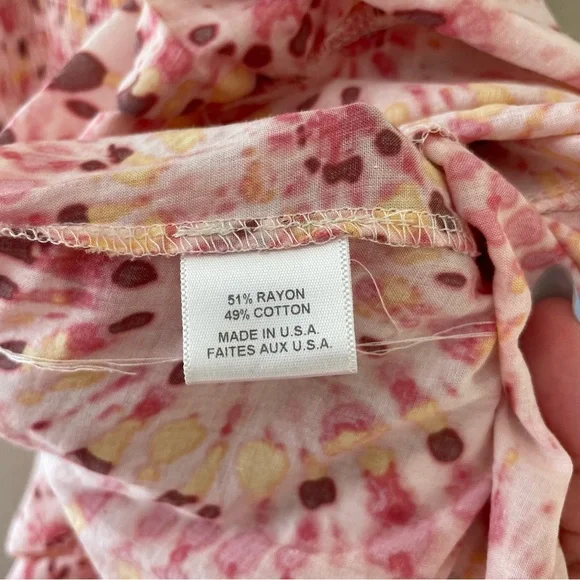 51% RAYON
49% COTTON
MADE IN U.S.A.
FAITES AUX U.S.A.